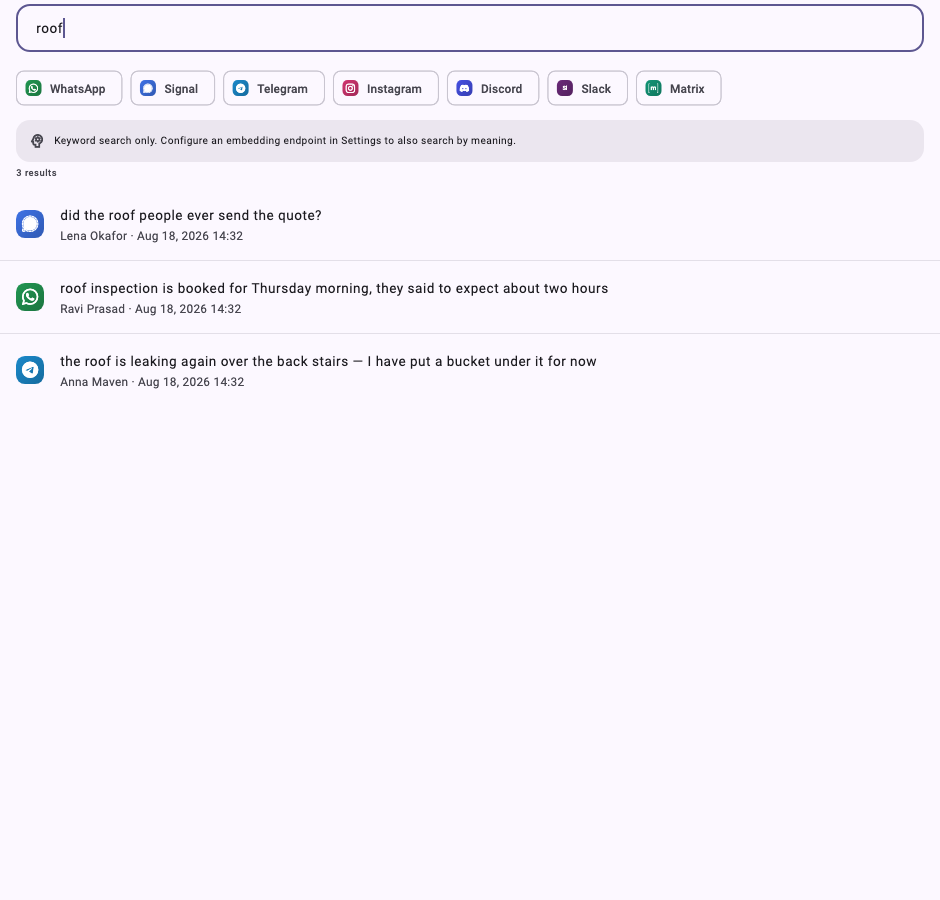 roof
WhatsApp Signal Telegram Instagram Discord Slack Matrix
Keyword search only. Configure an embedding endpoint in Settings to also search by meaning.
3 results
did the roof people ever send the quote?
Lena Okafor · Aug 18, 2026 14:32
roof inspection is booked for Thursday morning, they said to expect about two hours
Ravi Prasad · Aug 18, 2026 14:32
the roof is leaking again over the back stairs — I have put a bucket under it for now
Anna Maven · Aug 18, 2026 14:32